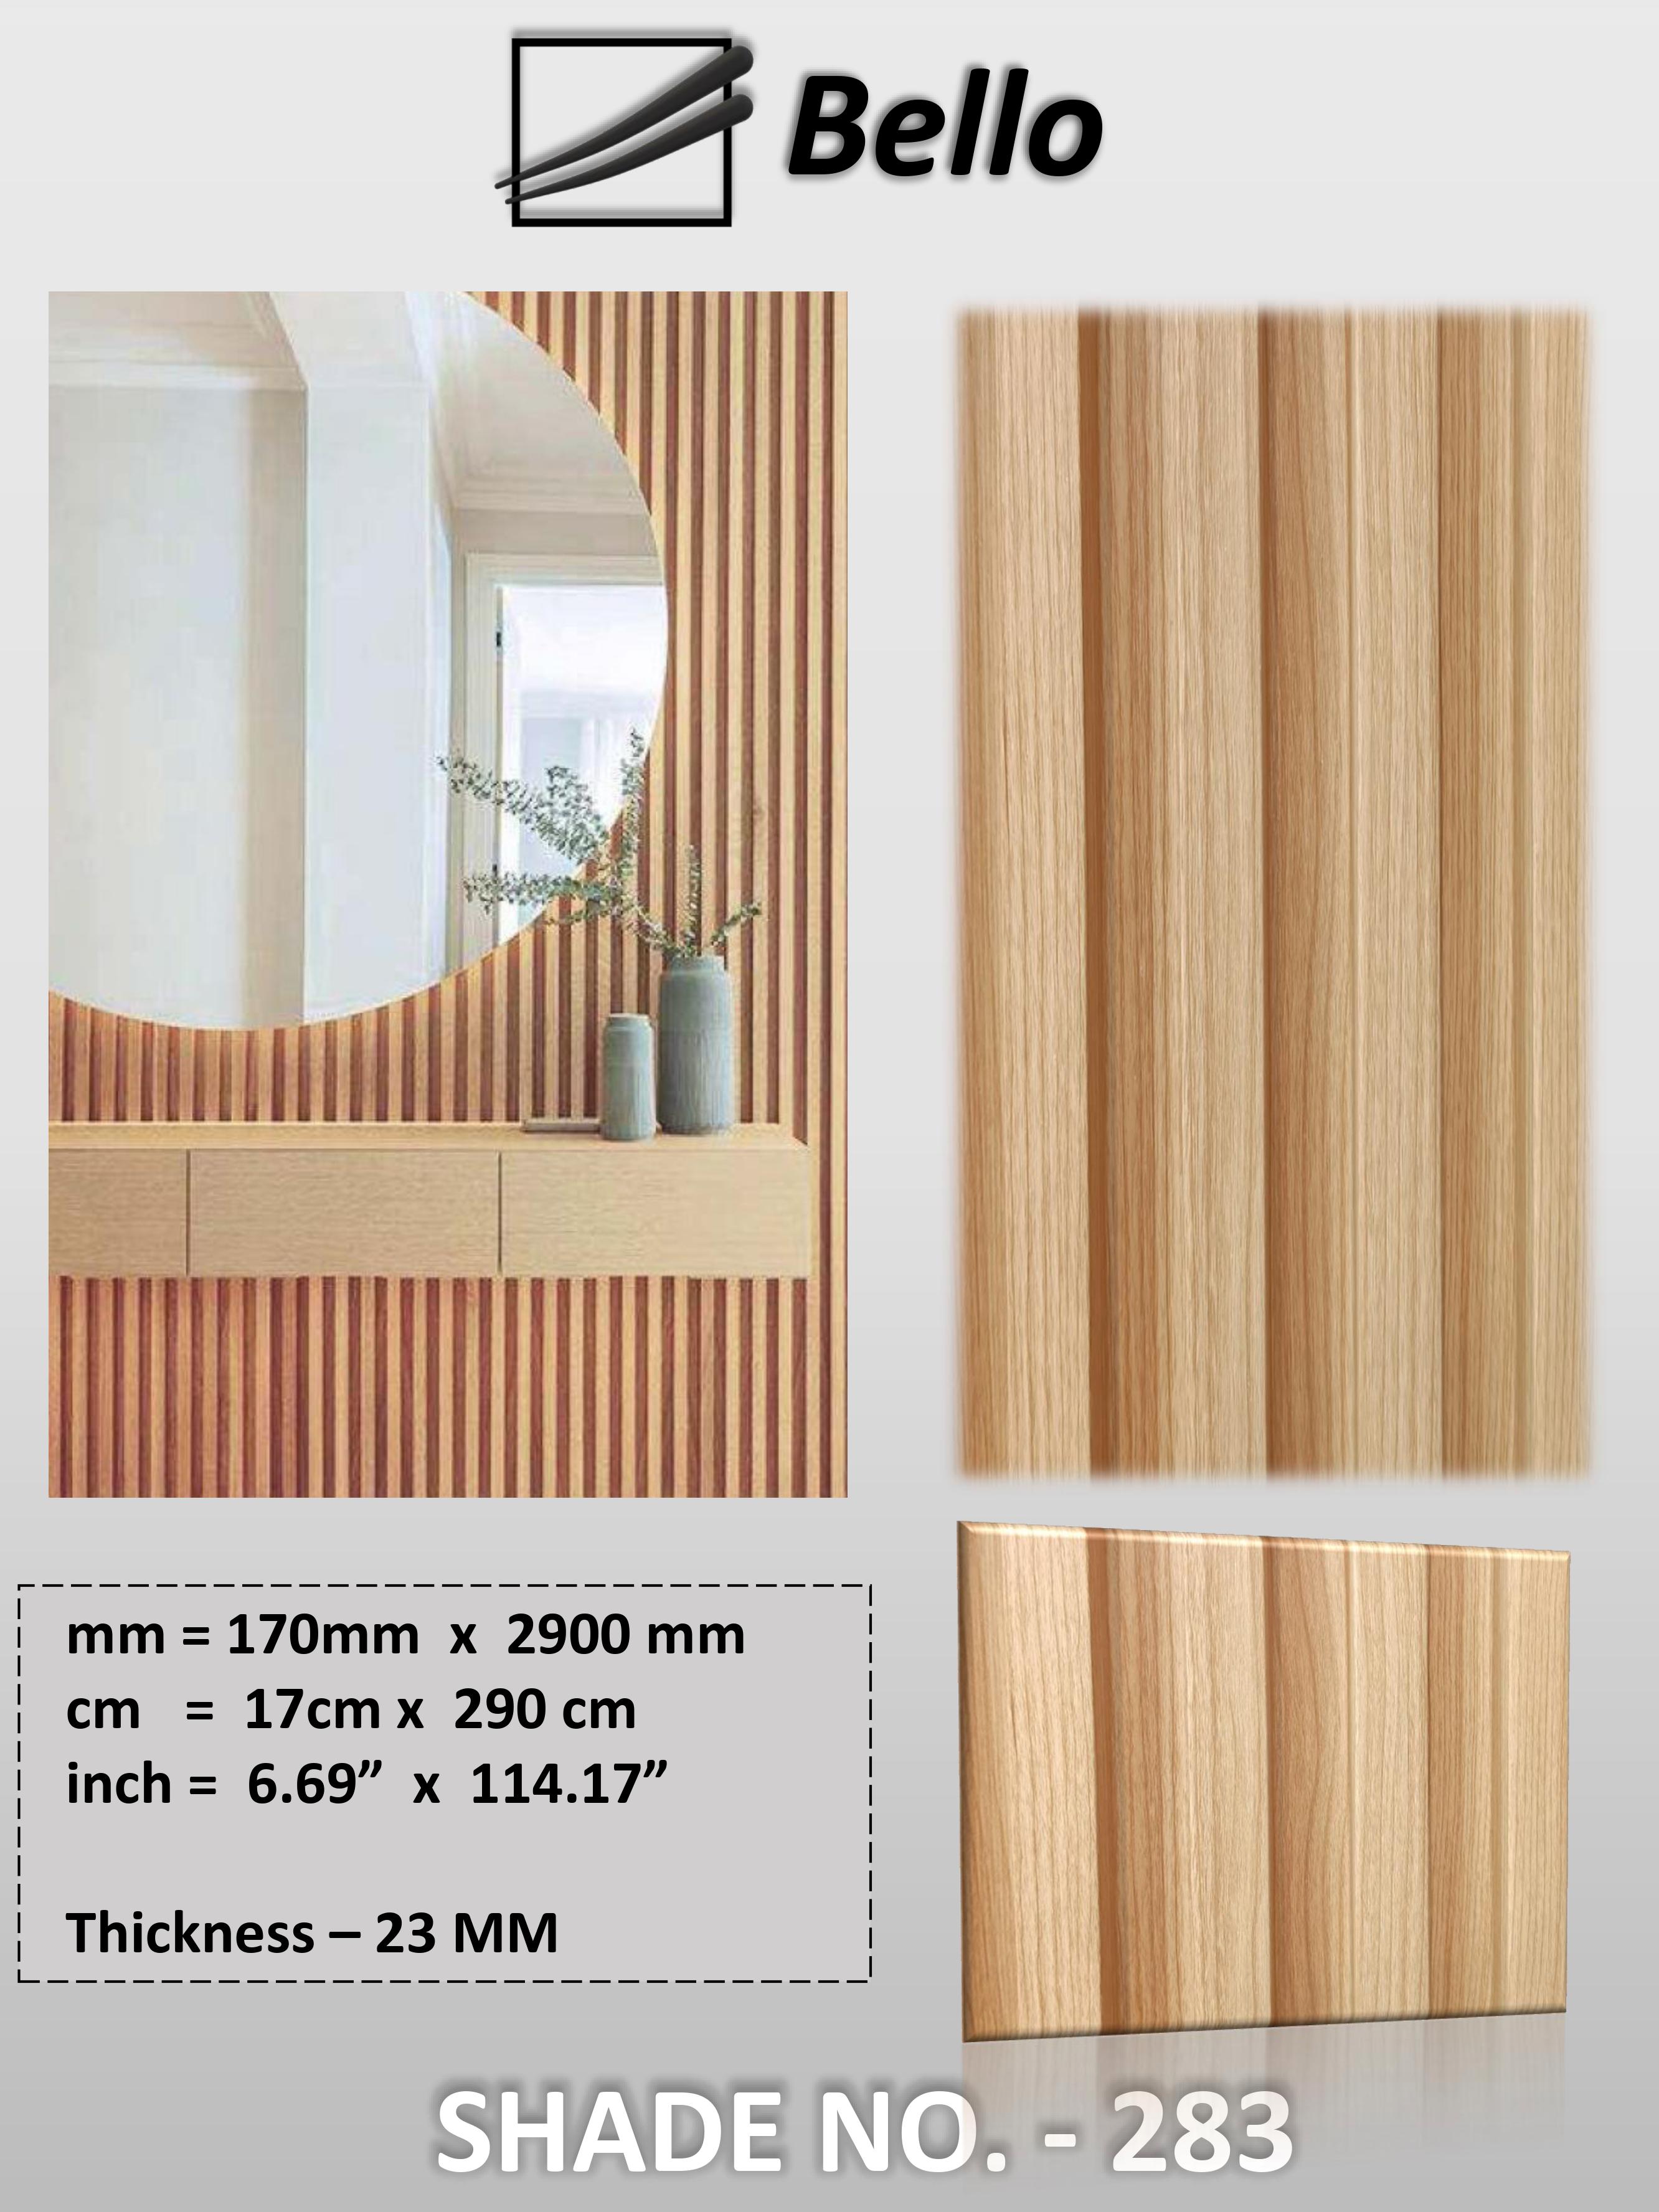 Bello
mm = 170mm x 2900 mm
cm = 17cm x 290 cm
inch = 6.69” x 114.17”
Thickness – 23 MM
SHADE NO. - 283